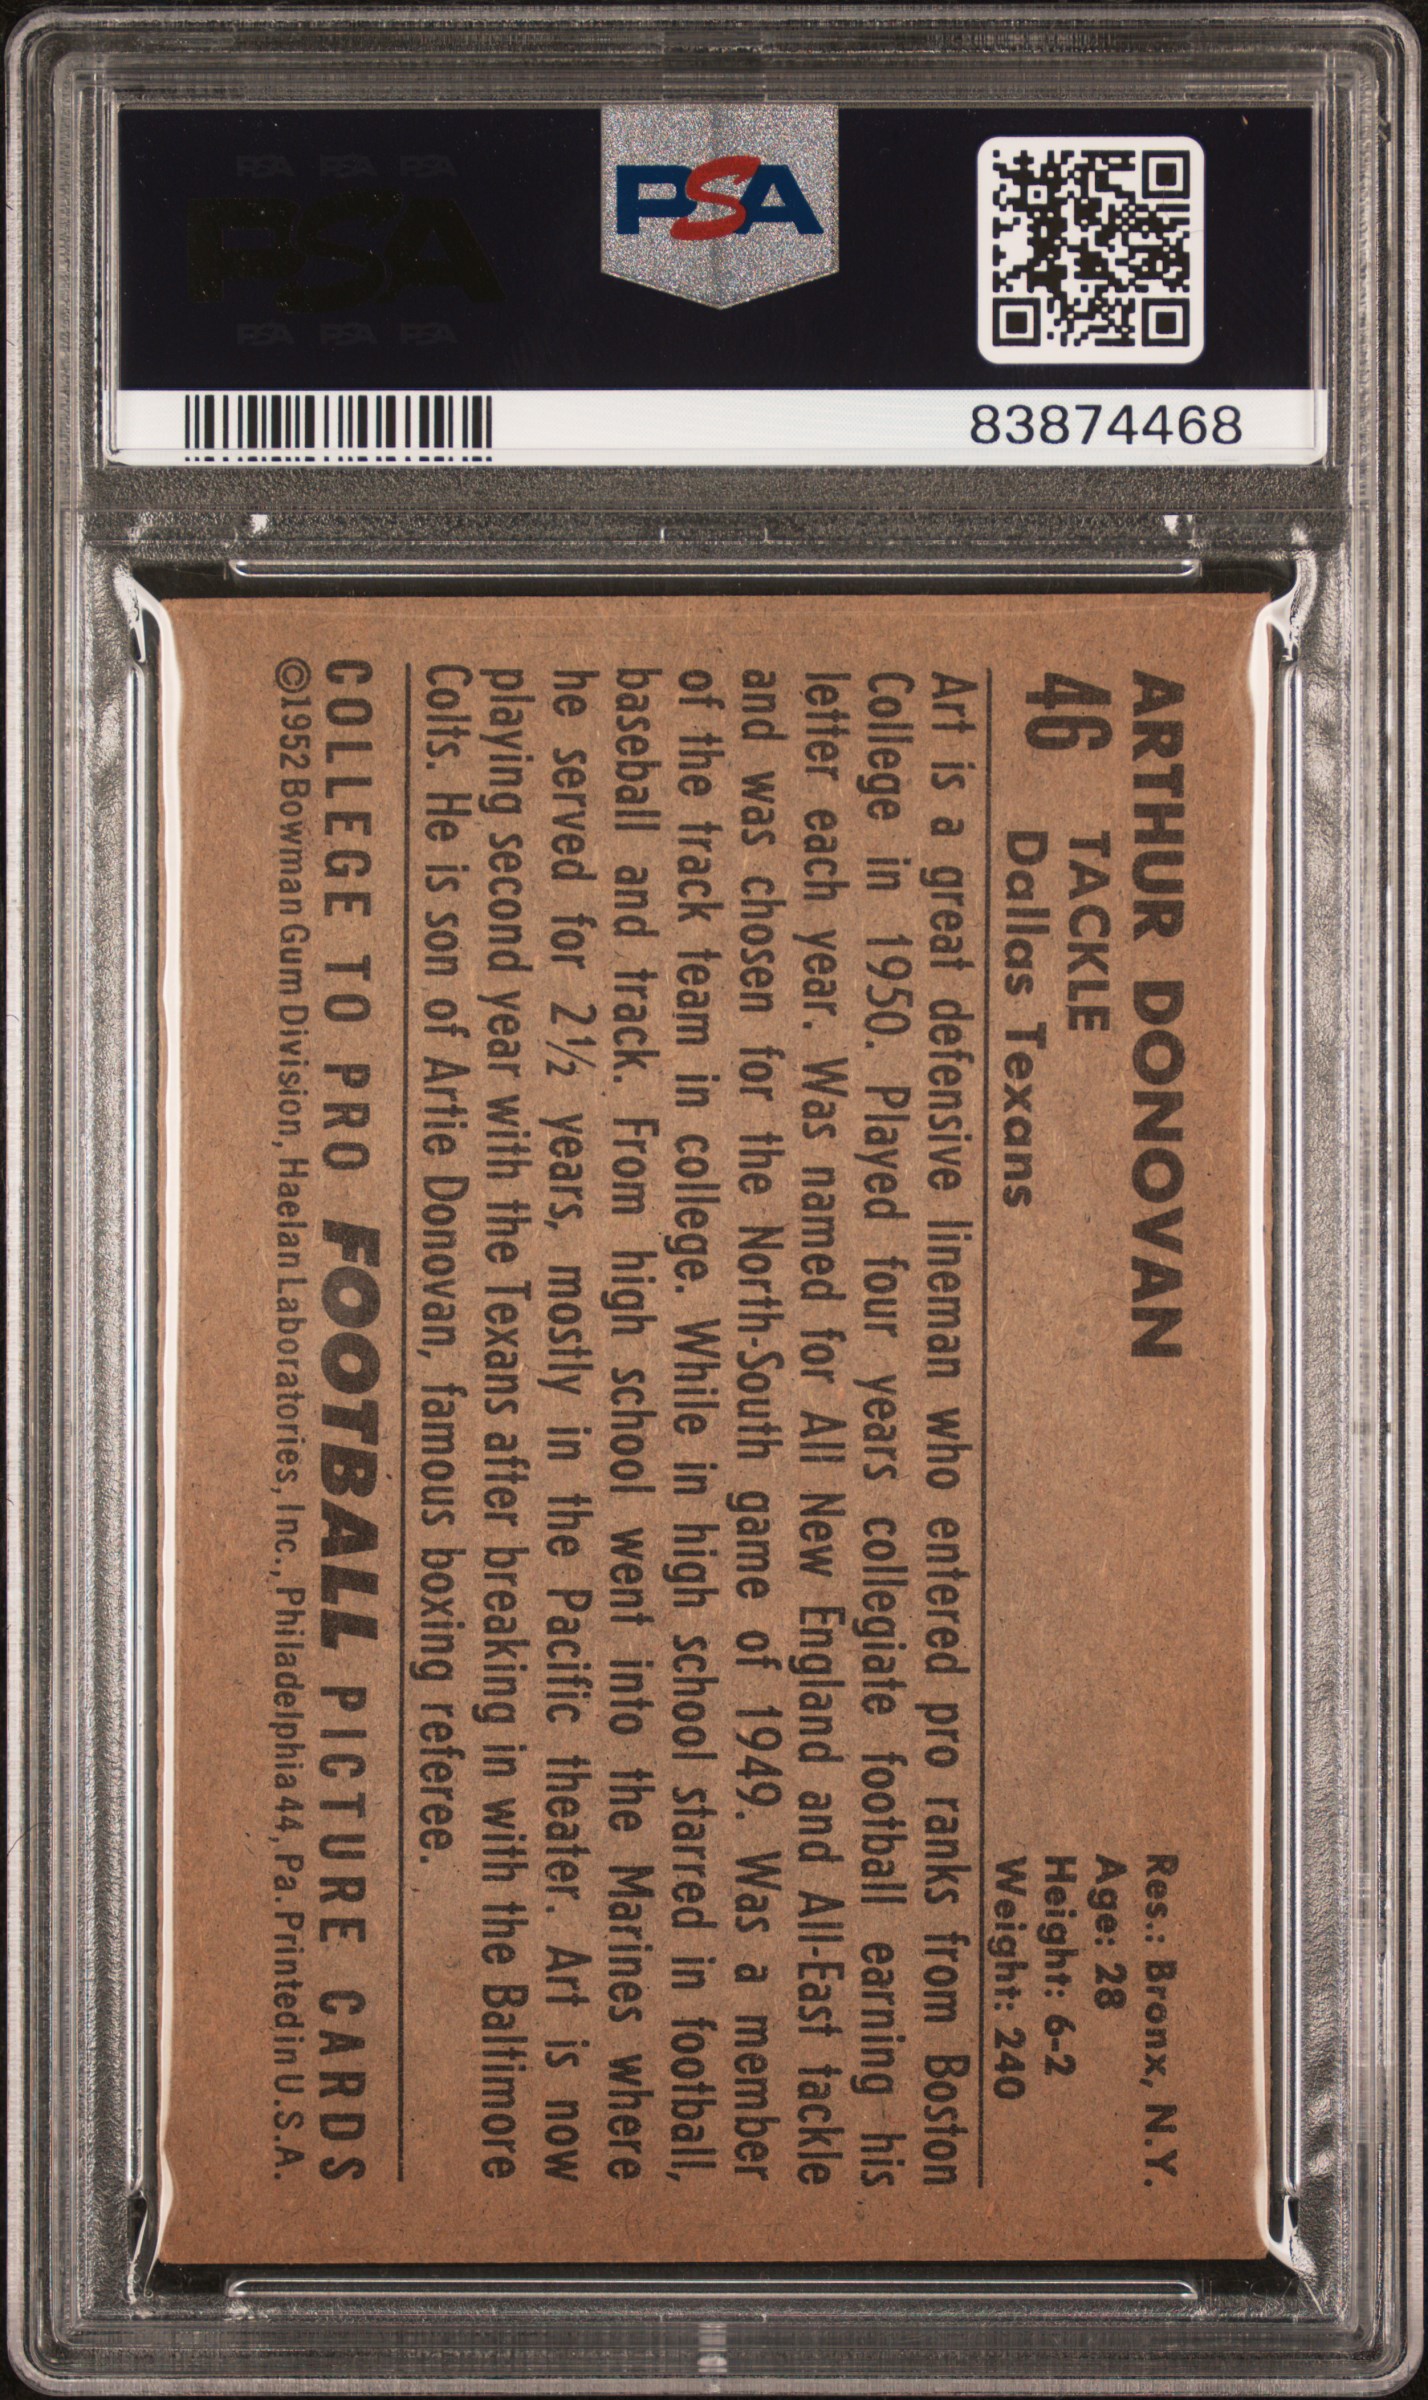 PSA PSA PSA
PSA
PSA PSA PSA
PSA
83874468
ARTHUR DONOVAN
46 TACKLE
Dallas Texans
Res.: Bronx, N.Y.
Age: 28
Height: 6-2
Weight: 240
Art is a great defensive lineman who entered pro ranks from Boston
College in 1950. Played four years collegiate football earning his
letter each year. Was named for All New England and All-East tackle
and was chosen for the North-South game of 1949. Was a member
of the track team in college. While in high school starred in football,
baseball and track. From high school went into the Marines where
he served for 2½ years, mostly in the Pacific theater. Art is now
playing second year with the Texans after breaking in with the Baltimore
Colts. He is son of Artie Donovan, famous boxing referee.
COLLEGE TO PRO FOOTBALL PICTURE CARDS
©1952 Bowman Gum Division, Haelan Laboratories, Inc., Philadelphia 44, Pa. Printed in U.S.A.